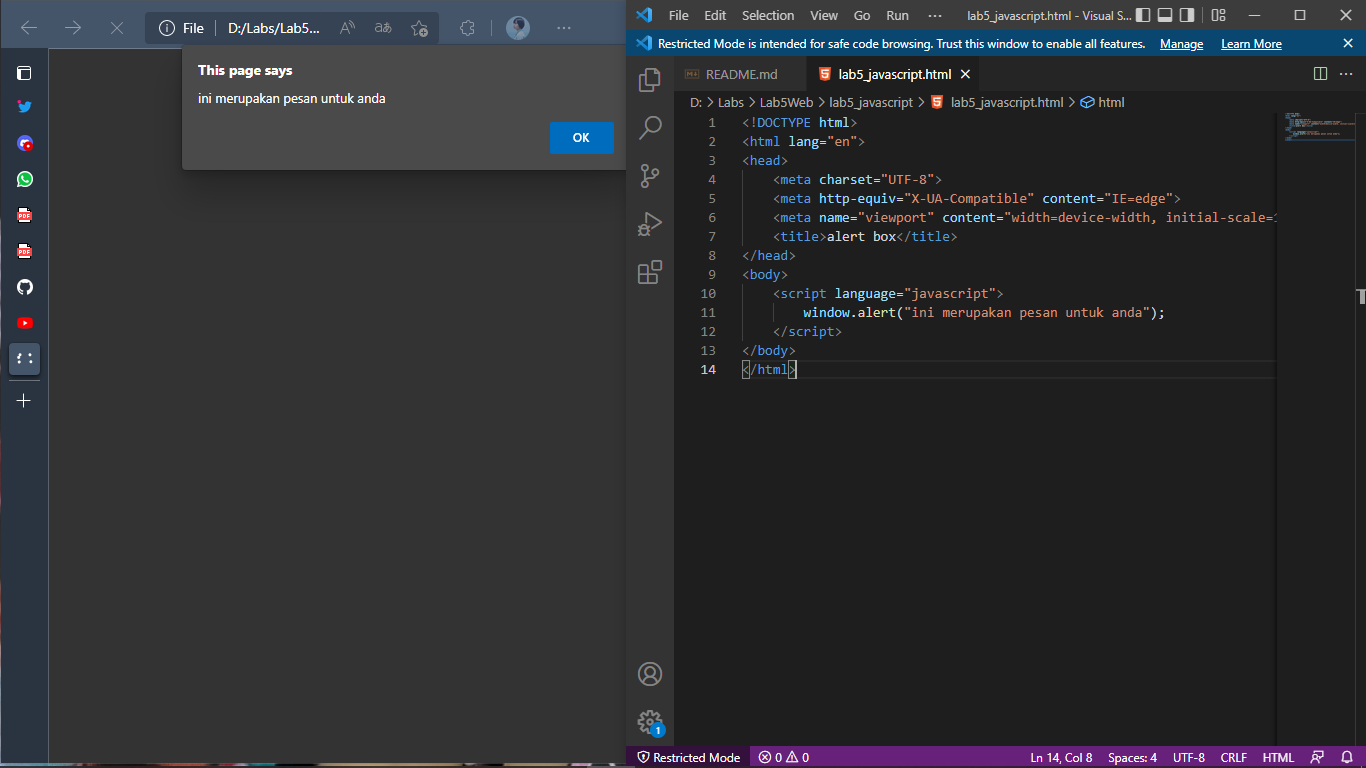 File D:/Labs/Lab5...
This page says
ini merupakan pesan untuk anda
OK
PDF
PDF
File Edit Selection View Go Run ··· lab5_javascript.html - Visual S...
Restricted Mode is intended for safe code browsing. Trust this window to enable all features. Manage Learn More
README.md lab5_javascript.html
D: > Labs > Lab5Web > lab5_javascript > lab5_javascript.html > html
1 <!DOCTYPE html>
2 <html lang="en">
3 <head>
4 <meta charset="UTF-8">
5 <meta http-equiv="X-UA-Compatible" content="IE=edge">
6 <meta name="viewport" content="width=device-width, initial-scale=1
7 <title>alert box</title>
8 </head>
9 <body>
10 <script language="javascript">
11 window.alert("ini merupakan pesan untuk anda");
12 </script>
13 </body>
14 </html>
1
Restricted Mode 0 0 Ln 14, Col 8 Spaces: 4 UTF-8 CRLF HTML